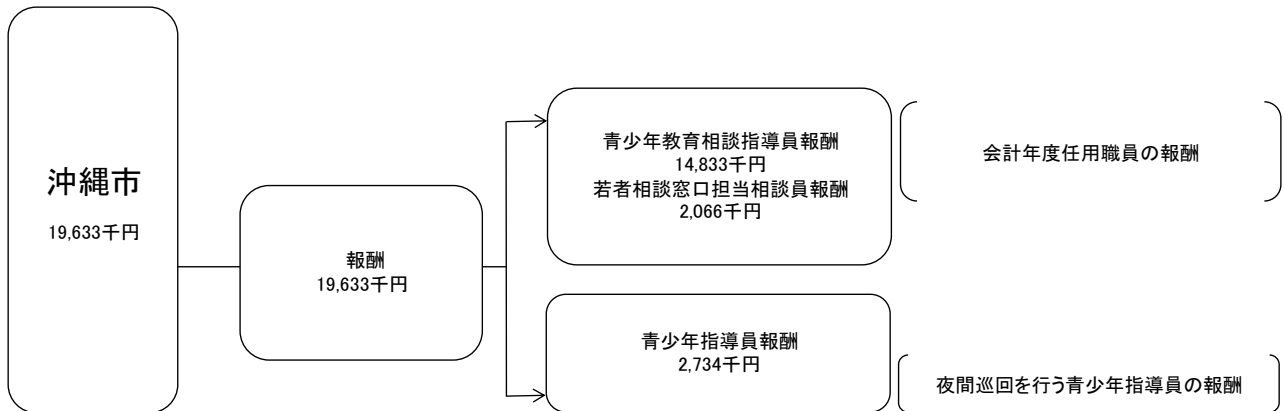 沖縄市
19,633千円
報酬
19,633千円
青少年教育相談指導員報酬
14,833千円
若者相談窓口担当相談員報酬
2,066千円
会計年度任用職員の報酬
青少年指導員報酬
2,734千円
夜間巡回を行う青少年指導員の報酬